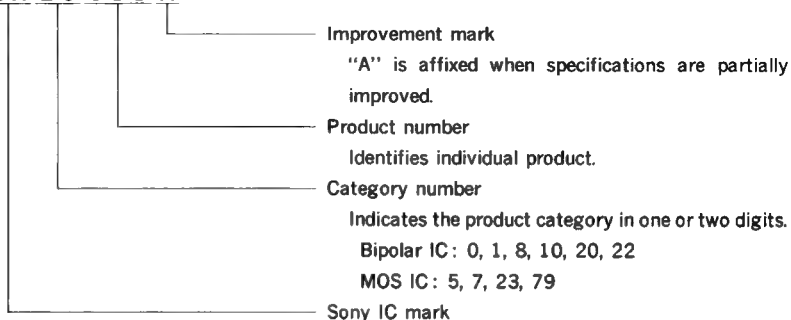 Improvement mark
"A" is affixed when specifications are partially
improved.
Product number
Identifies individual product.
Category number
Indicates the product category in one or two digits.
Bipolar IC: 0, 1, 8, 10, 20, 22
MOS IC: 5, 7, 23, 79
Sony IC mark